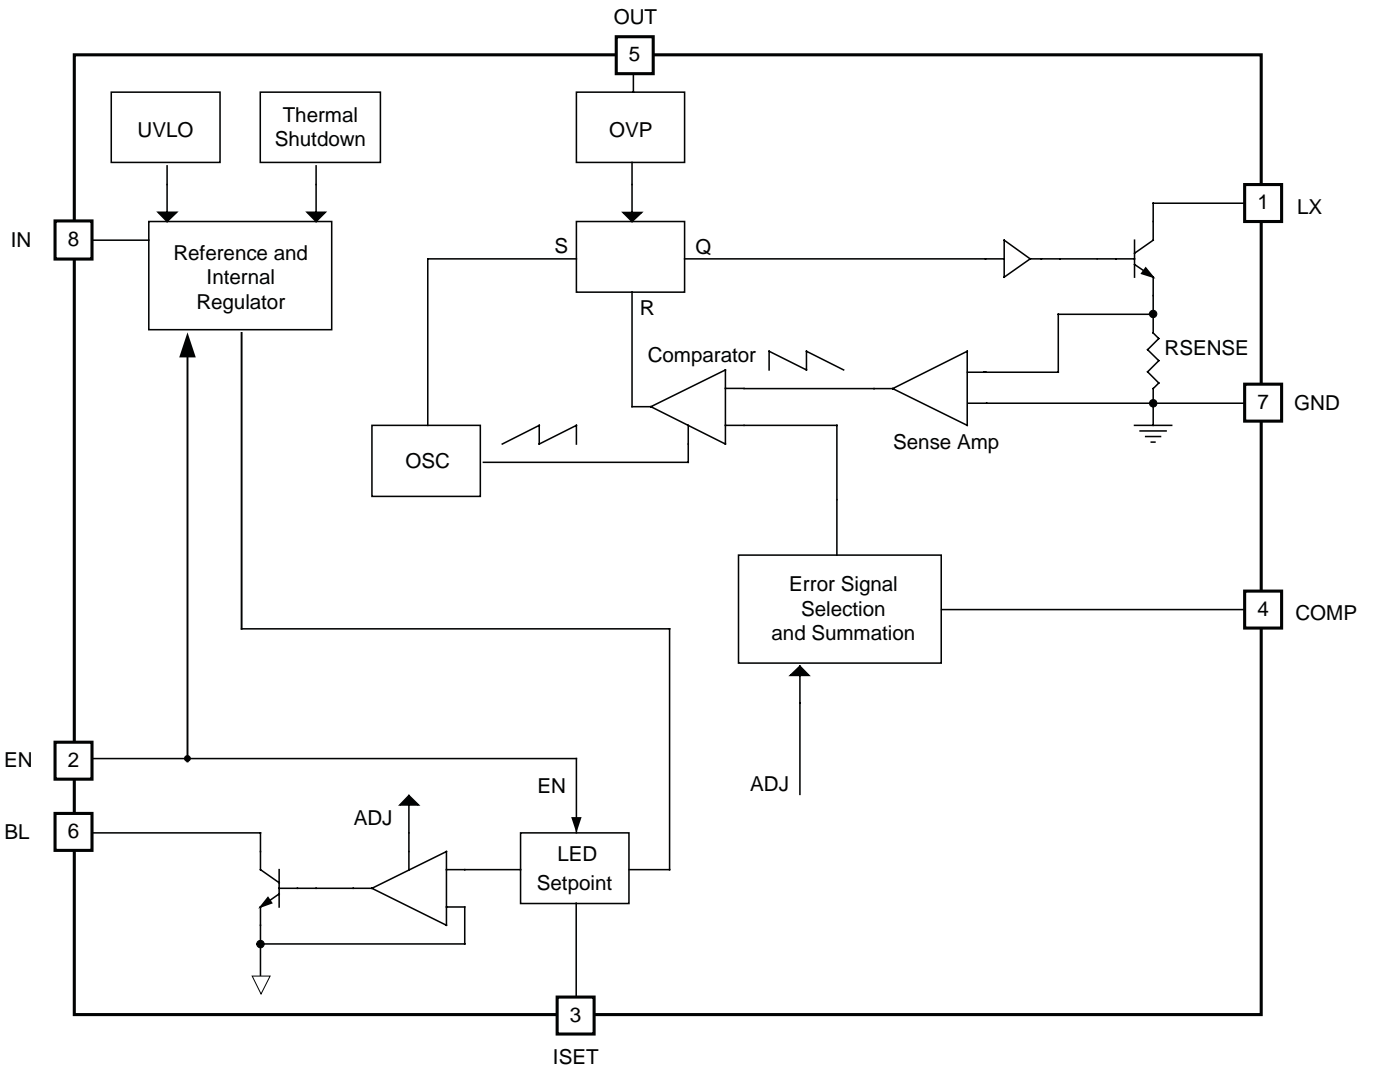 OUT
5
UVLO
Thermal
Shutdown
OVP
1
LX
IN
8
Reference and
Internal
Regulator
S
Q
R
Comparator
RSENSE
7
GND
Sense Amp
OSC
Error Signal
Selection
and Summation
4
COMP
EN
2
EN
ADJ
BL
6
ADJ
LED
Setpoint
3
ISET